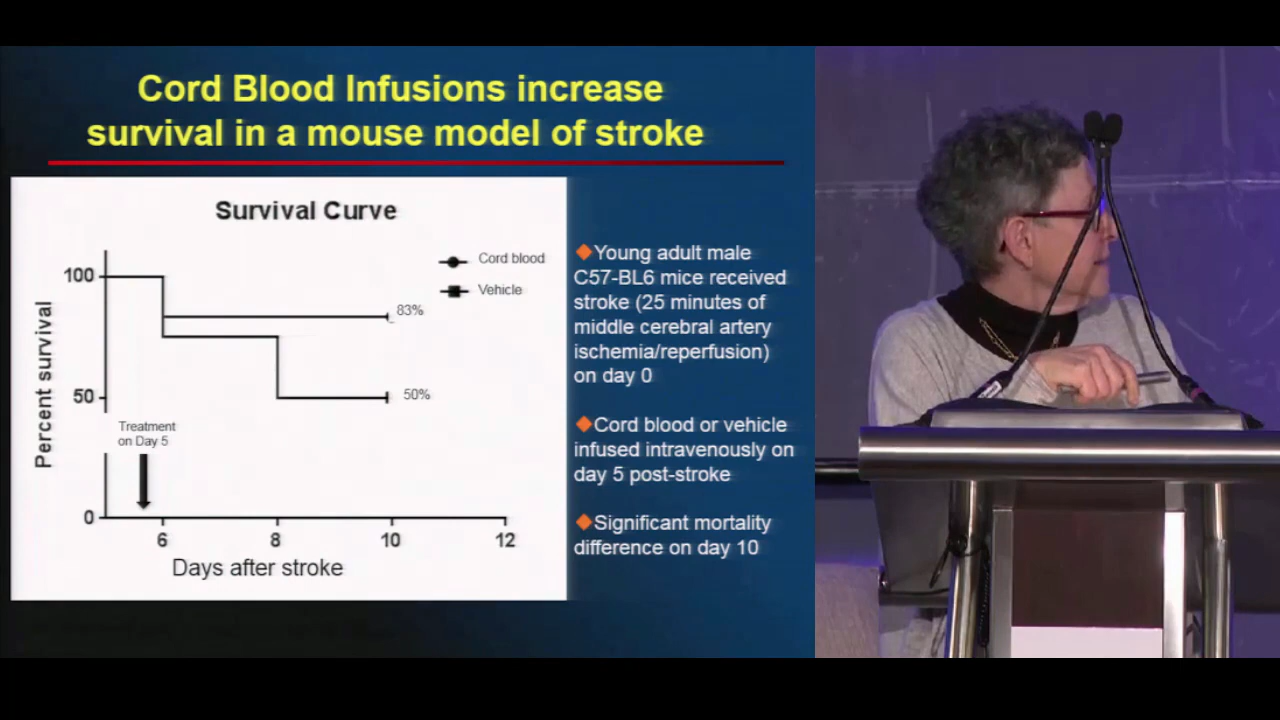 Cord Blood Infusions increase
survival in a mouse model of stroke
Survival Curve
Cord blood
Vehicle
Percent survival
100
50
0
83%
50%
Treatment
on Day 5
6
8
10
12
Days after stroke
Young adult male
C57-BL6 mice received
stroke (25 minutes of
middle cerebral artery
ischemia/reperfusion)
on day 0
Cord blood or vehicle
infused intravenously on
day 5 post-stroke
Significant mortality
difference on day 10